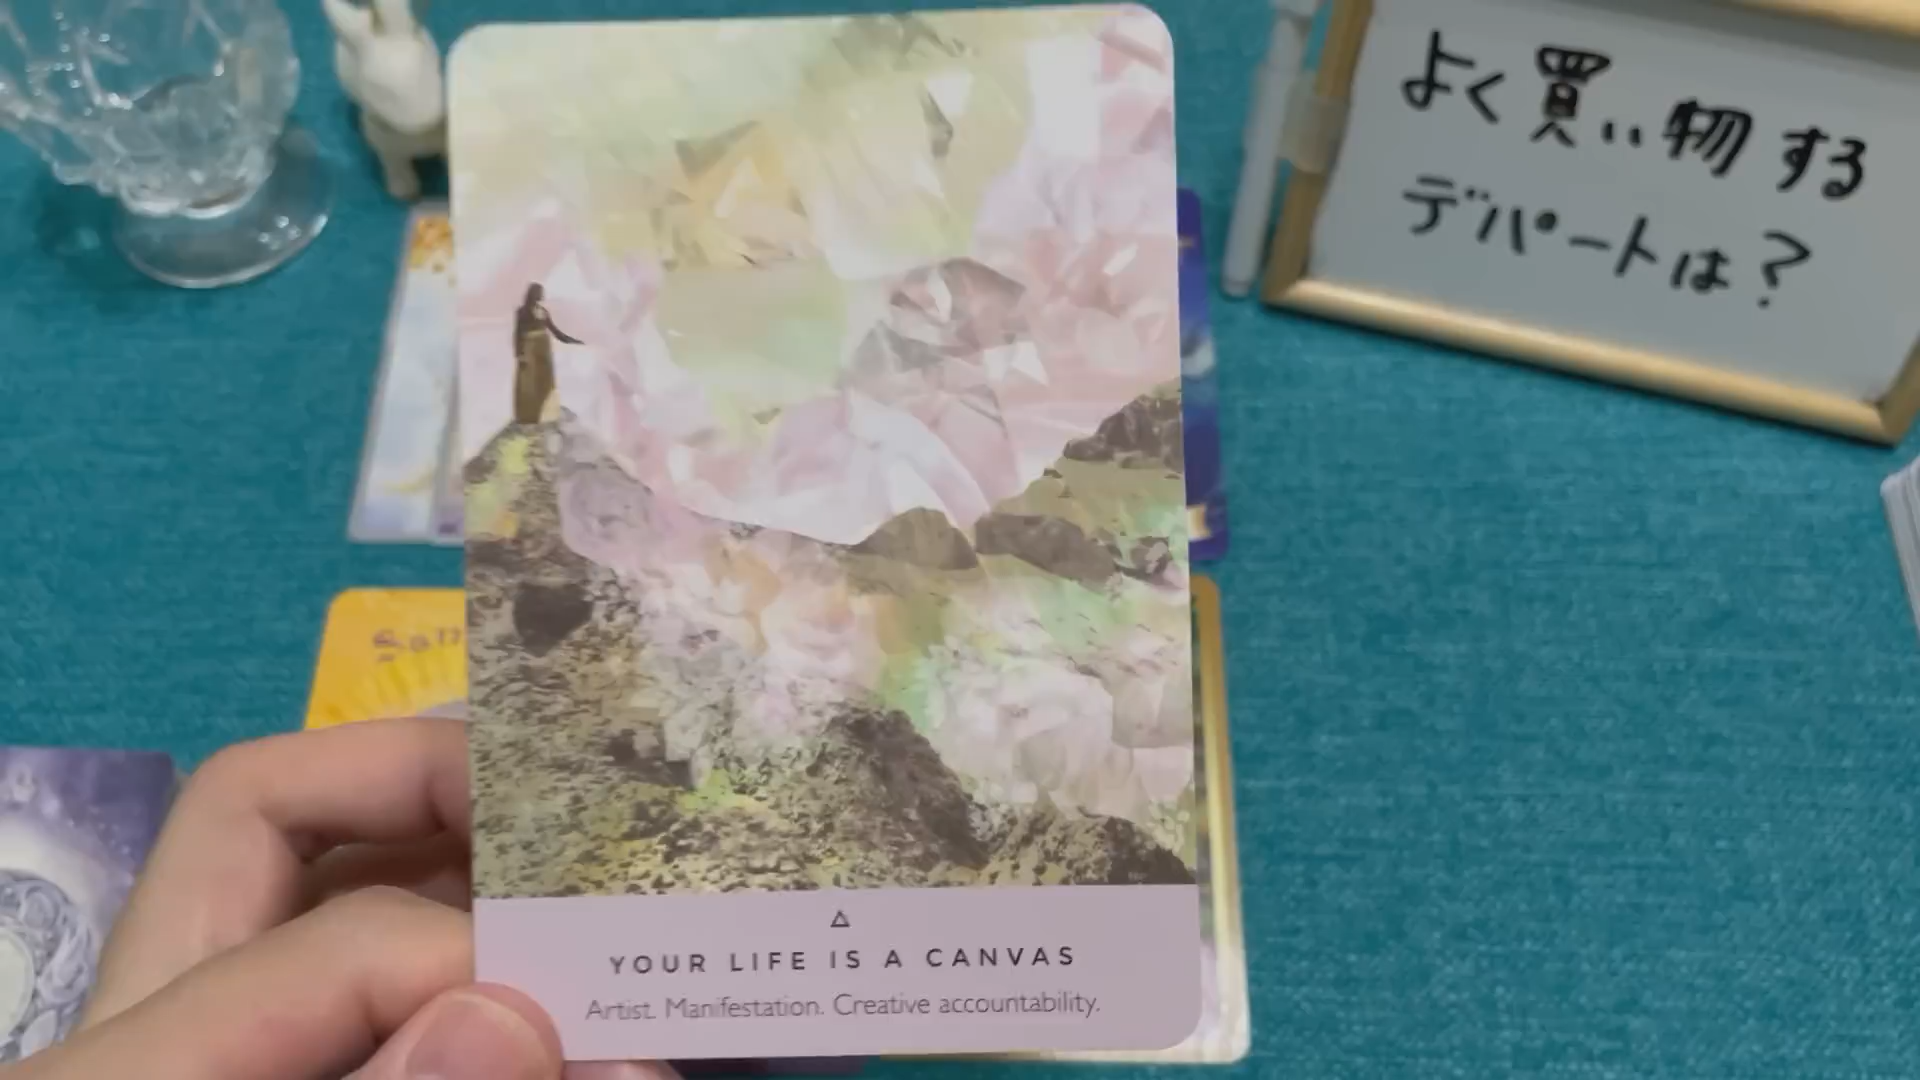 よく買い物する
デパートは?
YOUR LIFE IS A CANVAS
Artist. Manifestation. Creative accountability.